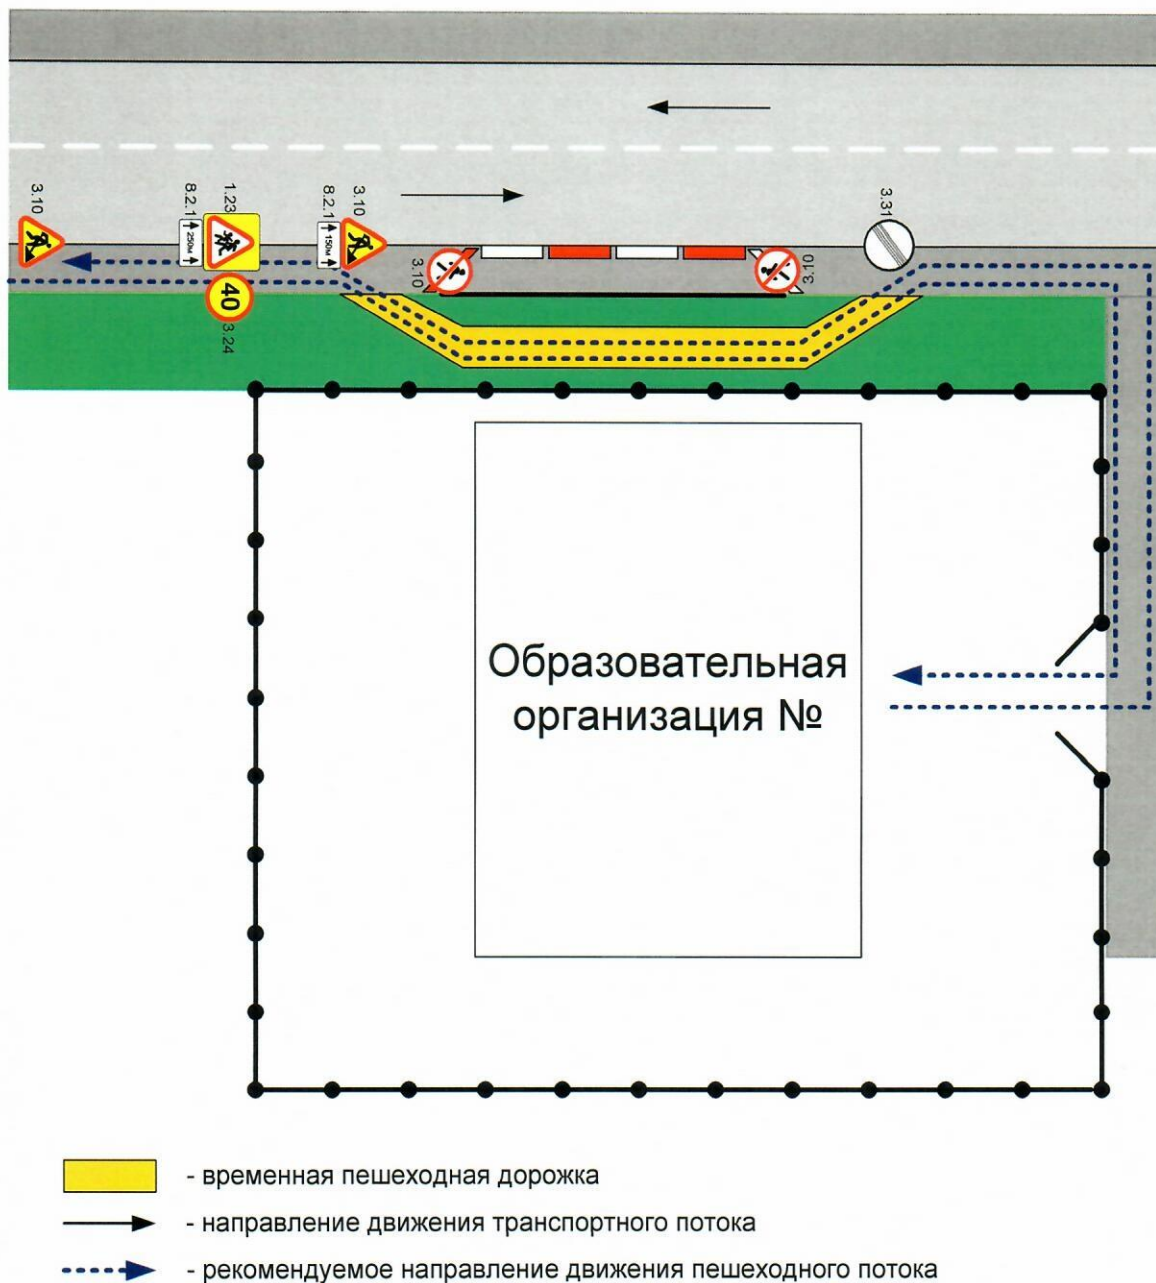 3.10
8.2.1
250м
1.23
40
3.24
8.2.1
150м
3.10
3.10
3.10
3.31
Образовательная
организация №
- временная пешеходная дорожка
- направление движения транспортного потока
- рекомендуемое направление движения пешеходного потока